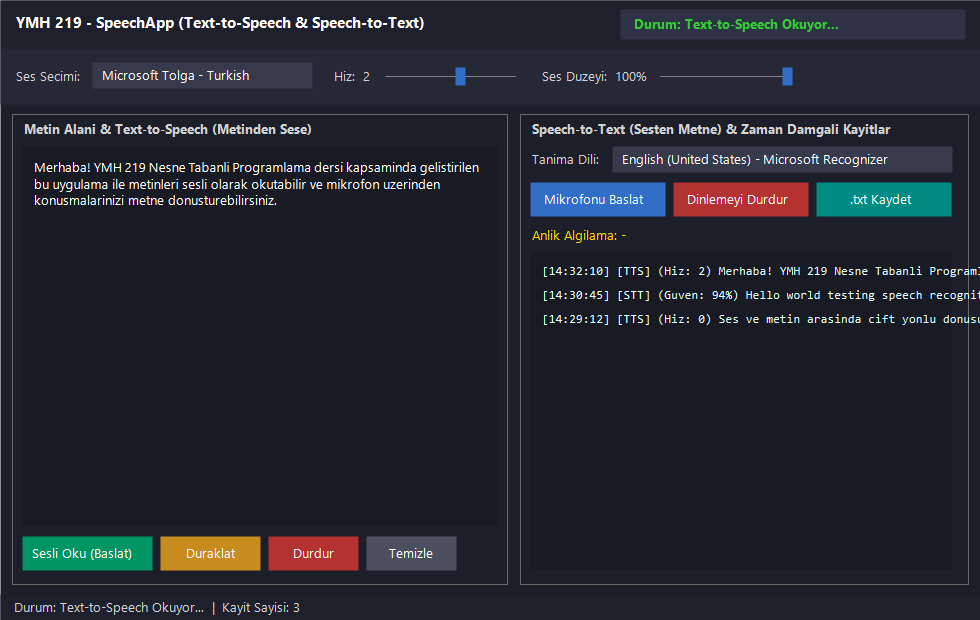 YMH 219 - SpeechApp (Text-to-Speech & Speech-to-Text)
Durum: Text-to-Speech Okuyor...
Ses Secimi: Microsoft Tolga - Turkish Hiz: 2 Ses Duzeyi: 100%
Metin Alani & Text-to-Speech (Metinden Sese)
Merhaba! YMH 219 Nesne Tabanli Programlama dersi kapsaminda gelistirilen
bu uygulama ile metinleri sesli olarak okutabilir ve mikrofon uzerinden
konusmalarinizi metne donusturebilirsiniz.
Sesli Oku (Baslat) Duraklat Durdur Temizle
Speech-to-Text (Sesten Metne) & Zaman Damgali Kayitlar
Tanima Dili: English (United States) - Microsoft Recognizer
Mikrofonu Baslat Dinlemeyi Durdur .txt Kaydet
Anlik Algilama: -
[14:32:10] [TTS] (Hiz: 2) Merhaba! YMH 219 Nesne Tabanli Programl
[14:30:45] [STT] (Guven: 94%) Hello world testing speech recognit
[14:29:12] [TTS] (Hiz: 0) Ses ve metin arasinda cift yonlu donusu
Durum: Text-to-Speech Okuyor... | Kayit Sayisi: 3